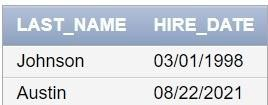 LAST_NAME HIRE_DATE
Johnson 03/01/1998
Austin 08/22/2021